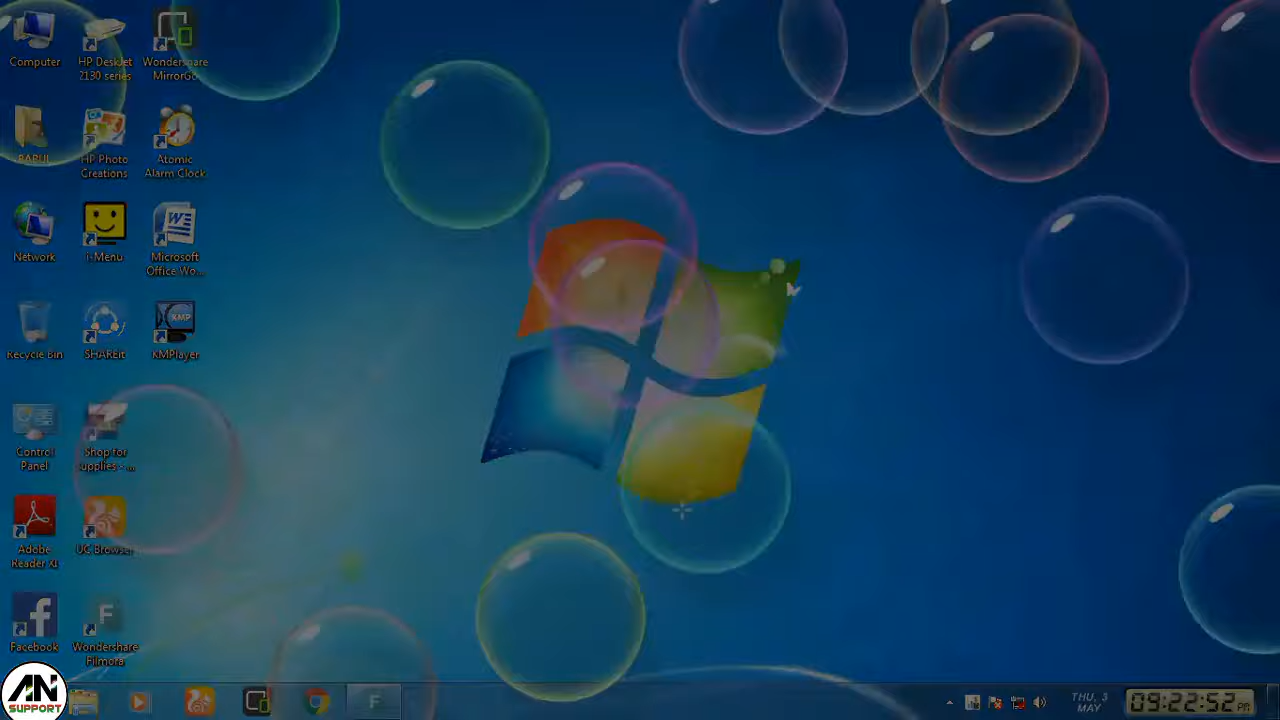 Computer
HP DeskJet
2130 series
Wondershare
MirrorGo
RAPUL
HP Photo
Creations
Atomic
Alarm Clock
Network
i-Menu
Microsoft
Office Wo...
Recycle Bin
SHAREit
KMP
KMPlayer
Control
Panel
Shop for
Supplies - ...
Adobe
Reader XI
UC Browser
Facebook
F
Wondershare
Filmora
AN
SUPPORT
F
THU, 3
MAY
09:22:52 PM